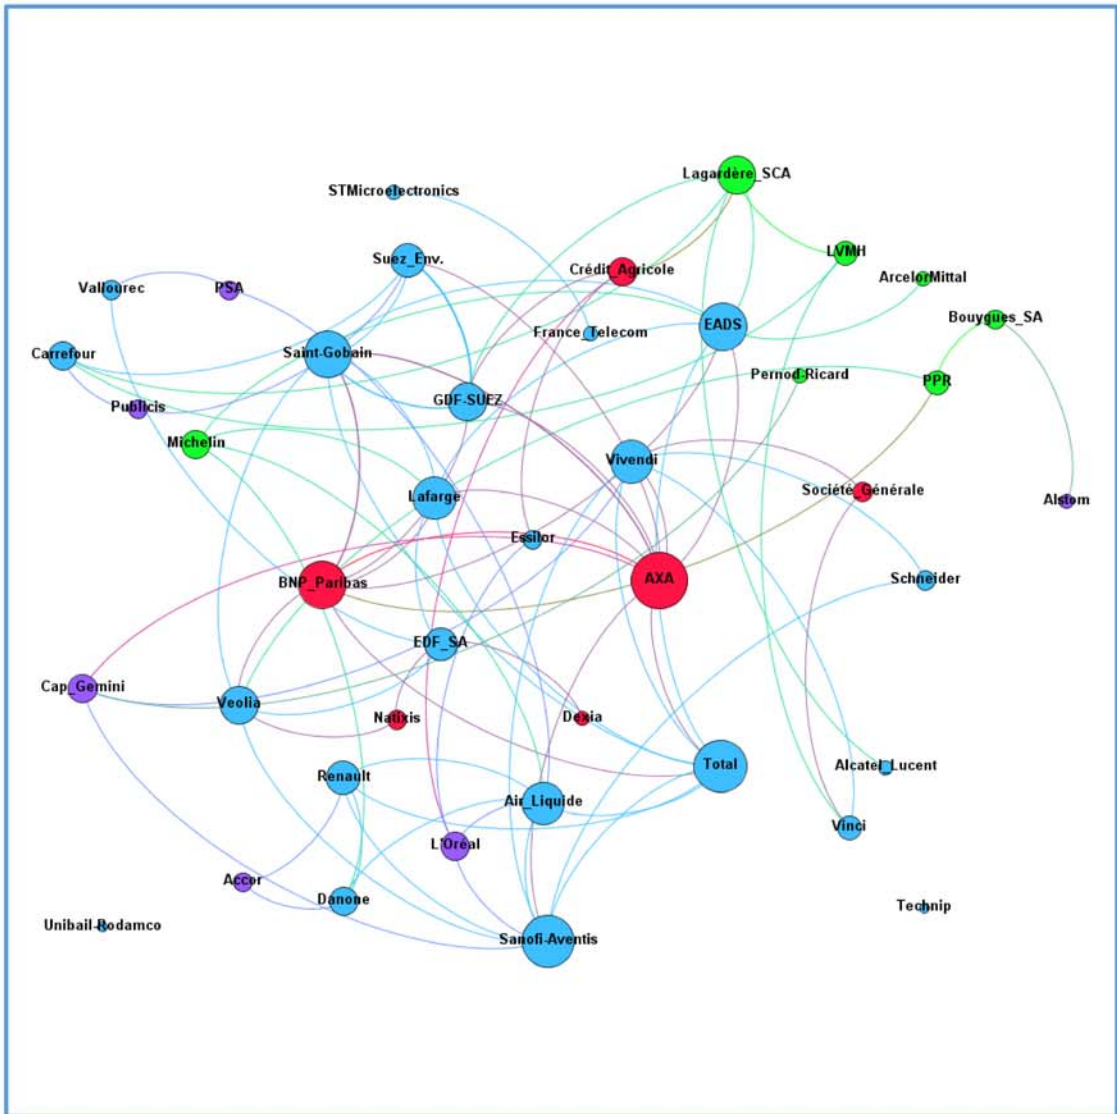 Lagardère_SCA
STMicroelectronics
LVMH
Suez_Env.
Crédit_Agricole
ArcelorMittal
Vallourec
PSA
Bouygues_SA
France_Telecom
EADS
Carrefour
Saint-Gobain
Pernod-Ricard
PPR
GDF-SUEZ
Publicis
Michelin
Vivendi
Société_Générale
Lafarge
Alstom
Essilor
BNP_Paribas
AXA
Schneider
EDF_SA
Cap_Gemini
Veolia
Natixis
Dexia
Total
Alcatel_Lucent
Renault
Air_Liquide
Vinci
L'Oréal
Accor
Danone
Technip
Unibail-Rodamco
Sanofi-Aventis